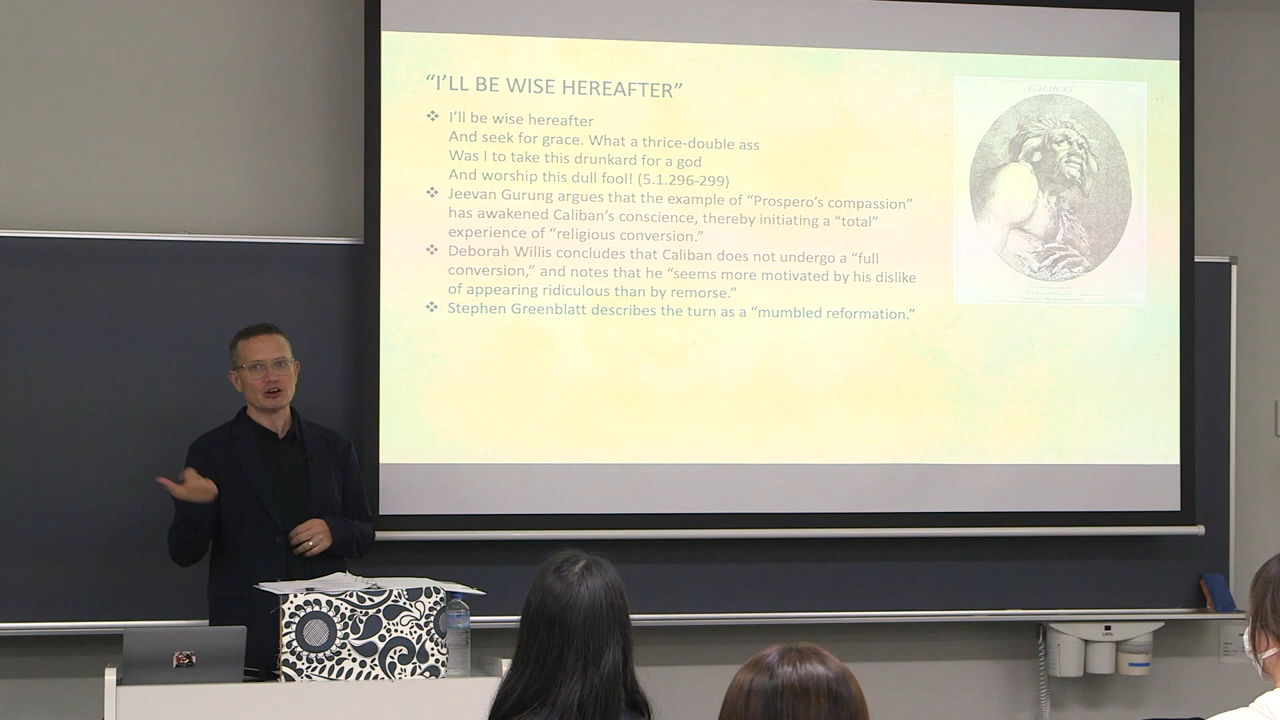 “I’LL BE WISE HEREAFTER”
❖ I’ll be wise hereafter
And seek for grace. What a thrice-double ass
Was I to take this drunkard for a god
And worship this dull fool! (5.1.296-299)
❖ Jeevan Gurung argues that the example of “Prospero’s compassion”
has awakened Caliban’s conscience, thereby initiating a “total”
experience of “religious conversion.”
❖ Deborah Willis concludes that Caliban does not undergo a “full
conversion,” and notes that he “seems more motivated by his dislike
of appearing ridiculous than by remorse.”
❖ Stephen Greenblatt describes the turn as a “mumbled reformation.”
CALIBAN